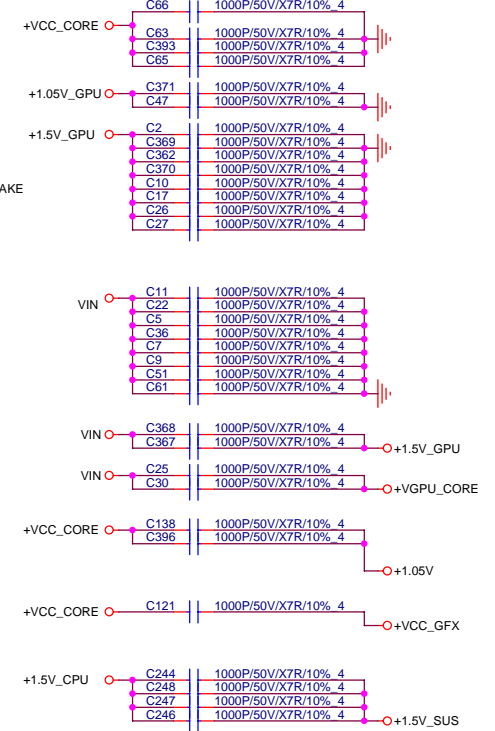 C66 1000P/50V/X7R/10%_4
+VCC_CORE
C63 1000P/50V/X7R/10%_4
C393 1000P/50V/X7R/10%_4
C65 1000P/50V/X7R/10%_4
+1.05V_GPU C371 1000P/50V/X7R/10%_4
C47 1000P/50V/X7R/10%_4
+1.5V_GPU C2 1000P/50V/X7R/10%_4
C369 1000P/50V/X7R/10%_4
C362 1000P/50V/X7R/10%_4
C370 1000P/50V/X7R/10%_4
AKE C10 1000P/50V/X7R/10%_4
C17 1000P/50V/X7R/10%_4
C26 1000P/50V/X7R/10%_4
C27 1000P/50V/X7R/10%_4
VIN C11 1000P/50V/X7R/10%_4
C22 1000P/50V/X7R/10%_4
C5 1000P/50V/X7R/10%_4
C36 1000P/50V/X7R/10%_4
C7 1000P/50V/X7R/10%_4
C9 1000P/50V/X7R/10%_4
C51 1000P/50V/X7R/10%_4
C61 1000P/50V/X7R/10%_4
VIN C368 1000P/50V/X7R/10%_4
C367 1000P/50V/X7R/10%_4 +1.5V_GPU
VIN C25 1000P/50V/X7R/10%_4
C30 1000P/50V/X7R/10%_4 +VGPU_CORE
+VCC_CORE C138 1000P/50V/X7R/10%_4
C396 1000P/50V/X7R/10%_4
+1.05V
+VCC_CORE C121 1000P/50V/X7R/10%_4
+VCC_GFX
+1.5V_CPU C244 1000P/50V/X7R/10%_4
C248 1000P/50V/X7R/10%_4
C247 1000P/50V/X7R/10%_4
C246 1000P/50V/X7R/10%_4 +1.5V_SUS